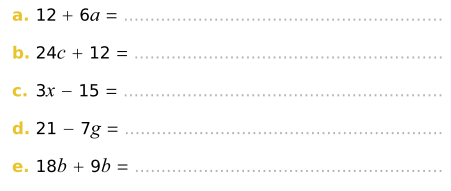 a. 12 + 6a = ........................................................................
b. 24c + 12 = ......................................................................
c. 3x − 15 = ........................................................................
d. 21 − 7g = ........................................................................
e. 18b + 9b = ......................................................................